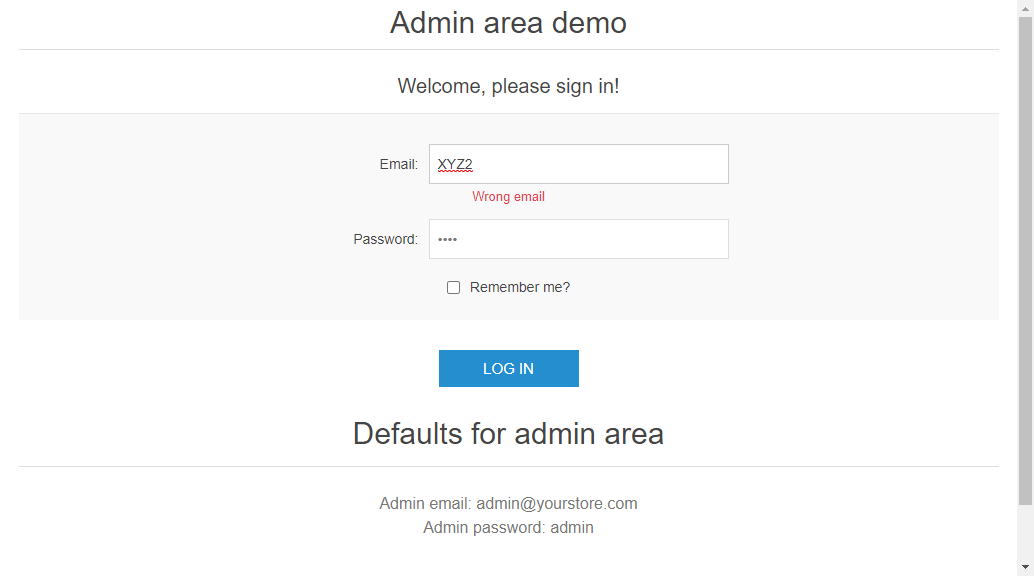 Admin area demo
Welcome, please sign in!
Email: XYZ2
Wrong email
Password: ••••
Remember me?
LOG IN
Defaults for admin area
Admin email: admin@yourstore.com
Admin password: admin